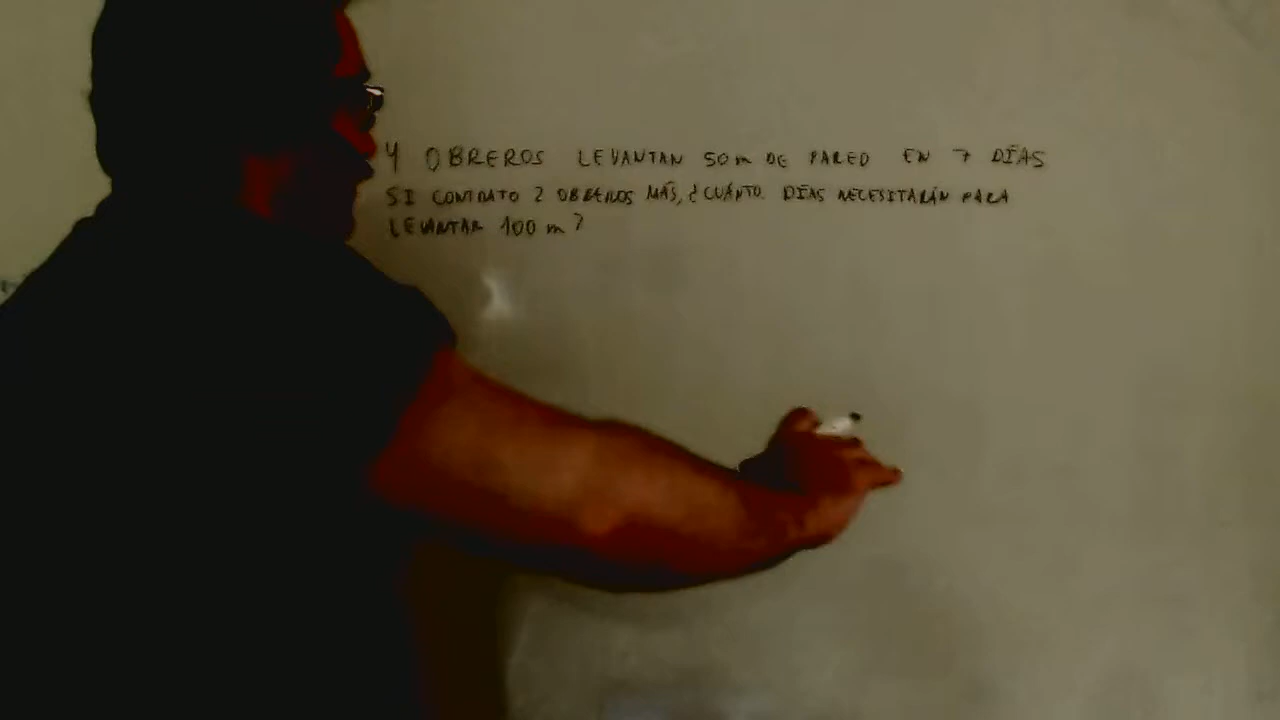 4 OBREROS LEVANTAN 50m DE PARED EN 7 DÍAS
SI CONTRATO 2 OBREROS MÁS, ¿CUÁNTO DÍAS NECESITARÁN PARA
LEVANTAR 100 m?